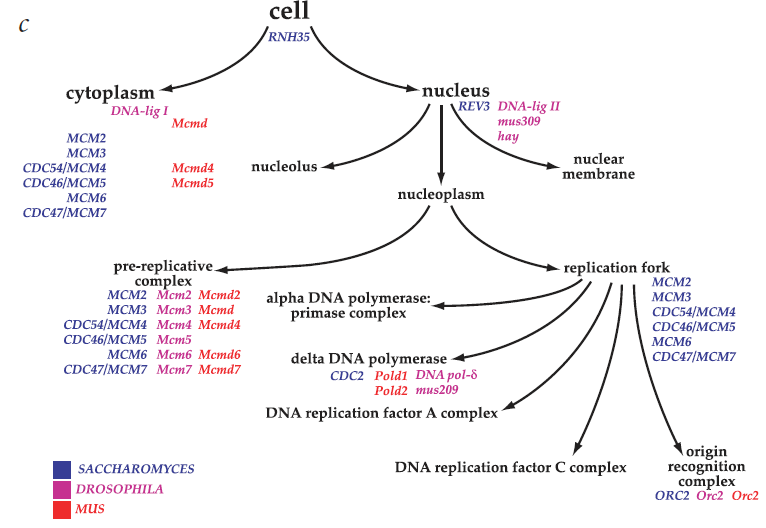 c
cell
RNH35
cytoplasm
DNA-lig I
Mcmd
MCM2
MCM3
CDC54/MCM4 Mcmd4
CDC46/MCM5 Mcmd5
MCM6
CDC47/MCM7
nucleus
REV3 DNA-lig II
mus309
hay
nucleolus
nuclear
membrane
nucleoplasm
pre-replicative
complex
MCM2 Mcm2 Mcmd2
MCM3 Mcm3 Mcmd
CDC54/MCM4 Mcm4 Mcmd4
CDC46/MCM5 Mcm5
MCM6 Mcm6 Mcmd6
CDC47/MCM7 Mcm7 Mcmd7
replication fork
MCM2
MCM3
CDC54/MCM4
CDC46/MCM5
MCM6
CDC47/MCM7
alpha DNA polymerase:
primase complex
delta DNA polymerase
CDC2 Pold1 DNA pol-δ
Pold2 mus209
DNA replication factor A complex
DNA replication factor C complex
origin
recognition
complex
ORC2 Orc2 Orc2
SACCHAROMYCES
DROSOPHILA
MUS